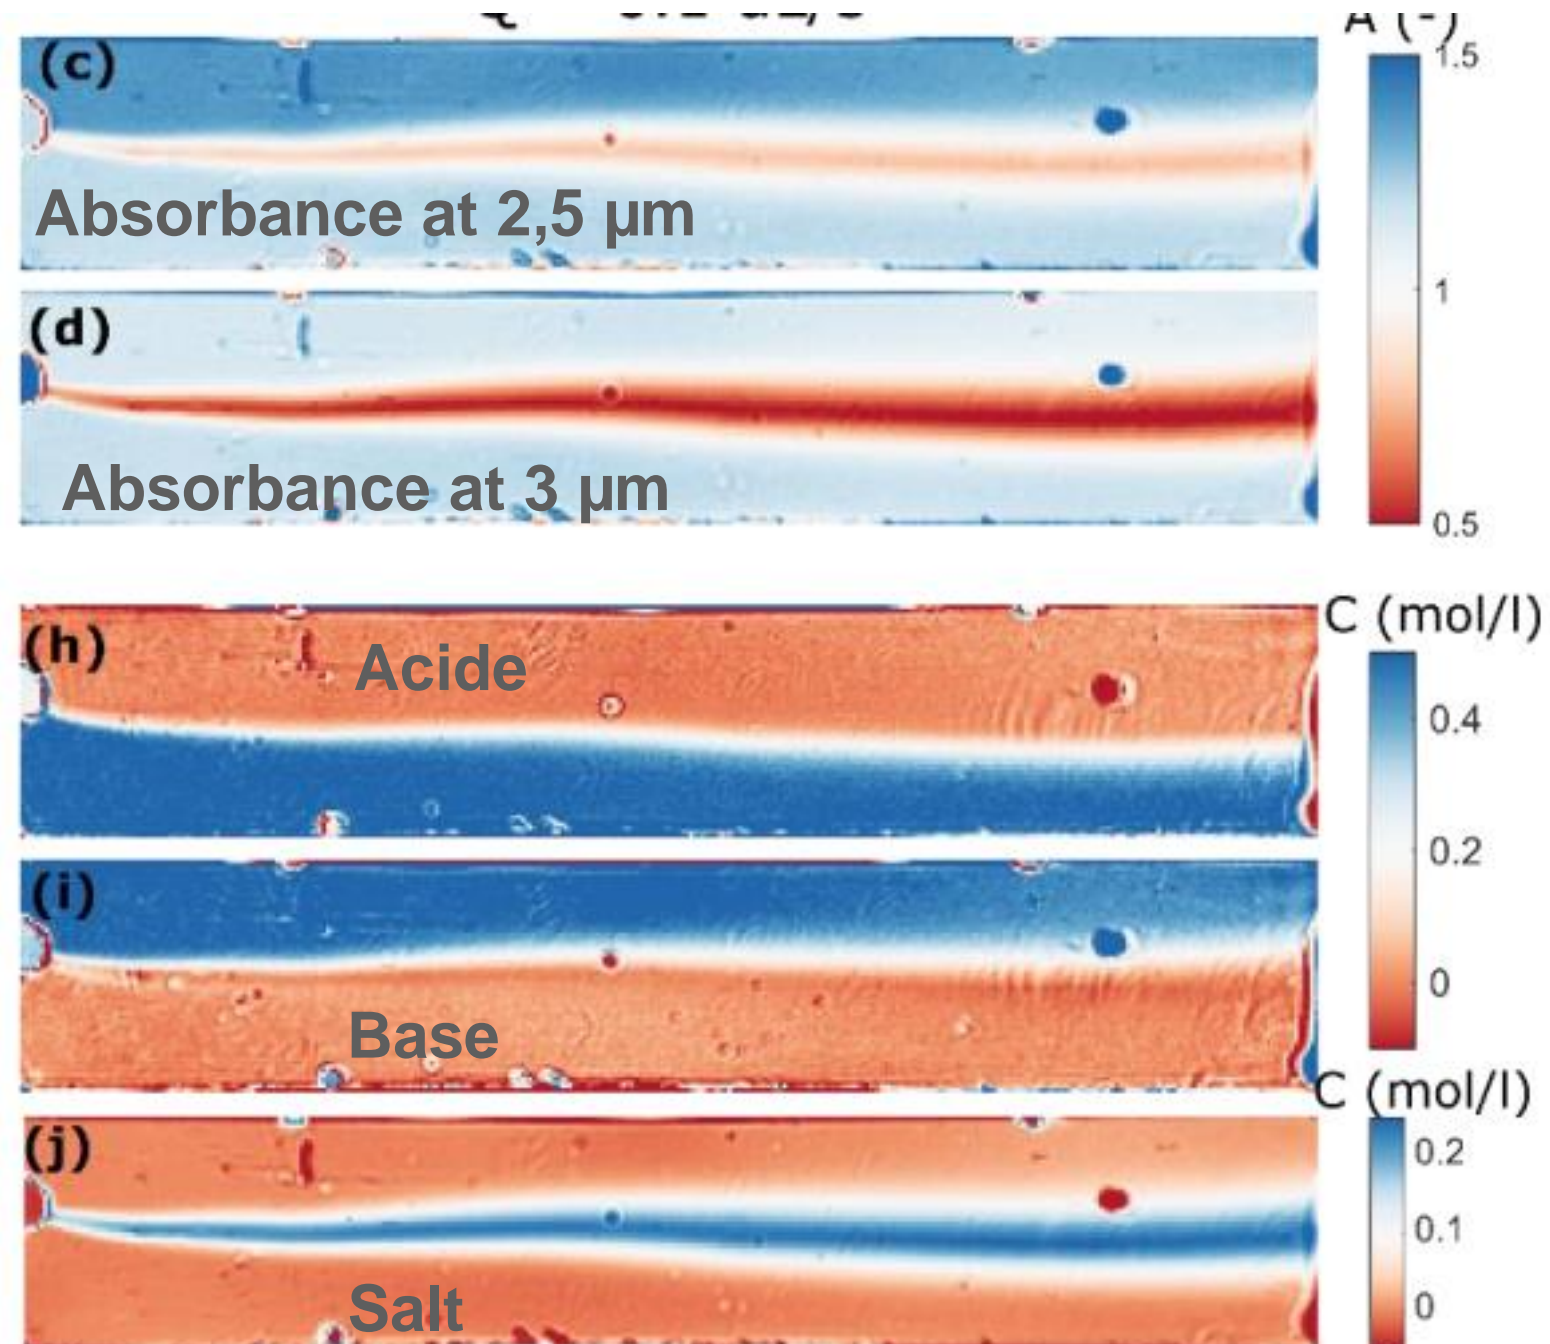 A (-)
(c)
1.5
Absorbance at 2,5 µm
1
(d)
Absorbance at 3 µm
0.5
C (mol/l)
(h)
Acide
0.4
0.2
(i)
0
Base
C (mol/l)
(j)
0.2
0.1
0
Salt